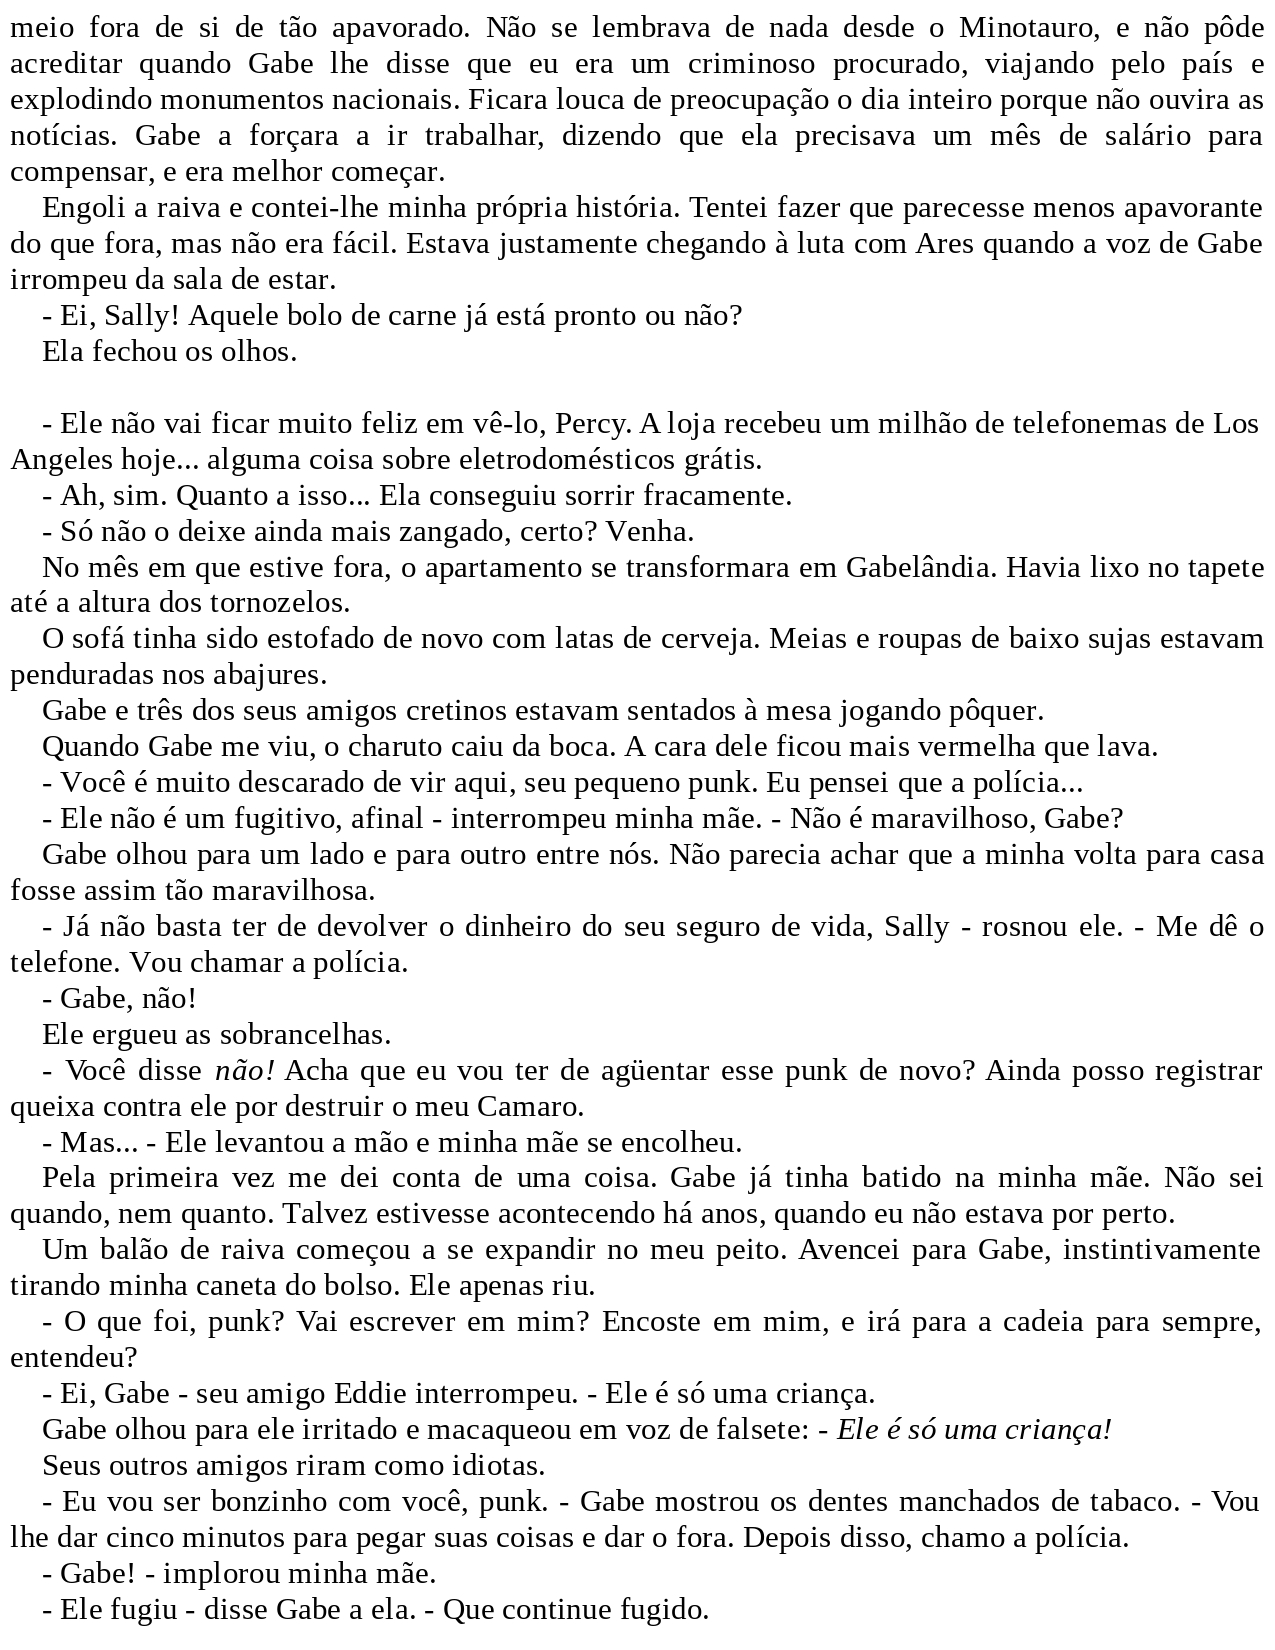 meio fora de si de tão apavorado. Não se lembrava de nada desde o Minotauro, e não pôde
acreditar quando Gabe lhe disse que eu era um criminoso procurado, viajando pelo país e
explodindo monumentos nacionais. Ficara louca de preocupação o dia inteiro porque não ouvira as
notícias. Gabe a forçara a ir trabalhar, dizendo que ela precisava um mês de salário para
compensar, e era melhor começar.
Engoli a raiva e contei-lhe minha própria história. Tentei fazer que parecesse menos apavorante
do que fora, mas não era fácil. Estava justamente chegando à luta com Ares quando a voz de Gabe
irrompeu da sala de estar.
- Ei, Sally! Aquele bolo de carne já está pronto ou não?
Ela fechou os olhos.
- Ele não vai ficar muito feliz em vê-lo, Percy. A loja recebeu um milhão de telefonemas de Los
Angeles hoje... alguma coisa sobre eletrodomésticos grátis.
- Ah, sim. Quanto a isso... Ela conseguiu sorrir fracamente.
- Só não o deixe ainda mais zangado, certo? Venha.
No mês em que estive fora, o apartamento se transformara em Gabelândia. Havia lixo no tapete
até a altura dos tornozelos.
O sofá tinha sido estofado de novo com latas de cerveja. Meias e roupas de baixo sujas estavam
penduradas nos abajures.
Gabe e três dos seus amigos cretinos estavam sentados à mesa jogando pôquer.
Quando Gabe me viu, o charuto caiu da boca. A cara dele ficou mais vermelha que lava.
- Você é muito descarado de vir aqui, seu pequeno punk. Eu pensei que a polícia...
- Ele não é um fugitivo, afinal - interrompeu minha mãe. - Não é maravilhoso, Gabe?
Gabe olhou para um lado e para outro entre nós. Não parecia achar que a minha volta para casa
fosse assim tão maravilhosa.
- Já não basta ter de devolver o dinheiro do seu seguro de vida, Sally - rosnou ele. - Me dê o
telefone. Vou chamar a polícia.
- Gabe, não!
Ele ergueu as sobrancelhas.
- Você disse não! Acha que eu vou ter de agüentar esse punk de novo? Ainda posso registrar
queixa contra ele por destruir o meu Camaro.
- Mas... - Ele levantou a mão e minha mãe se encolheu.
Pela primeira vez me dei conta de uma coisa. Gabe já tinha batido na minha mãe. Não sei
quando, nem quanto. Talvez estivesse acontecendo há anos, quando eu não estava por perto.
Um balão de raiva começou a se expandir no meu peito. Avencei para Gabe, instintivamente
tirando minha caneta do bolso. Ele apenas riu.
- O que foi, punk? Vai escrever em mim? Encoste em mim, e irá para a cadeia para sempre,
entendeu?
- Ei, Gabe - seu amigo Eddie interrompeu. - Ele é só uma criança.
Gabe olhou para ele irritado e macaqueou em voz de falsete: - Ele é só uma criança!
Seus outros amigos riram como idiotas.
- Eu vou ser bonzinho com você, punk. - Gabe mostrou os dentes manchados de tabaco. - Vou
lhe dar cinco minutos para pegar suas coisas e dar o fora. Depois disso, chamo a polícia.
- Gabe! - implorou minha mãe.
- Ele fugiu - disse Gabe a ela. - Que continue fugido.